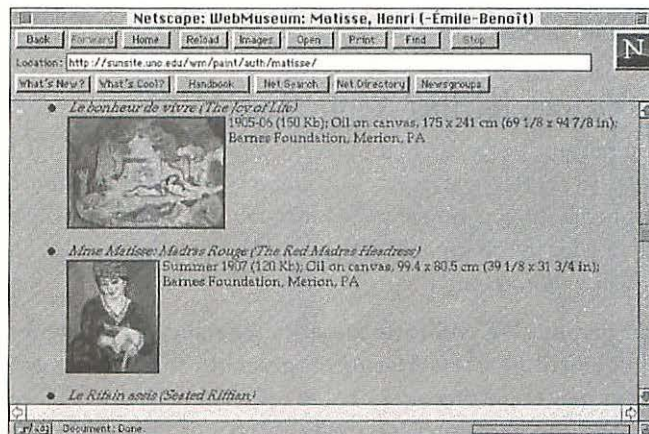 Netscape: WebMuseum: Matisse, Henri (-Émile-Benoît)
Back Forward Home Reload Images Open Print Find Stop
N
Location: http://sunsite.unc.edu/wm/paint/auth/matisse/
What's New? What's Cool? Handbook Net Search Net Directory Newsgroups
Le bonheur de vivre (The Joy of Life)
1905-06 (150 Kb); Oil on canvas, 175 x 241 cm (69 1/8 x 94 7/8 in);
Barnes Foundation, Merion, PA
Mme Matisse: Madras Rouge (The Red Madras Headress)
Summer 1907 (120 Kb); Oil on canvas, 99.4 x 80.5 cm (39 1/8 x 31 3/4 in);
Barnes Foundation, Merion, PA
Le Rifain assis (Seated Riffian)
Document: Done.